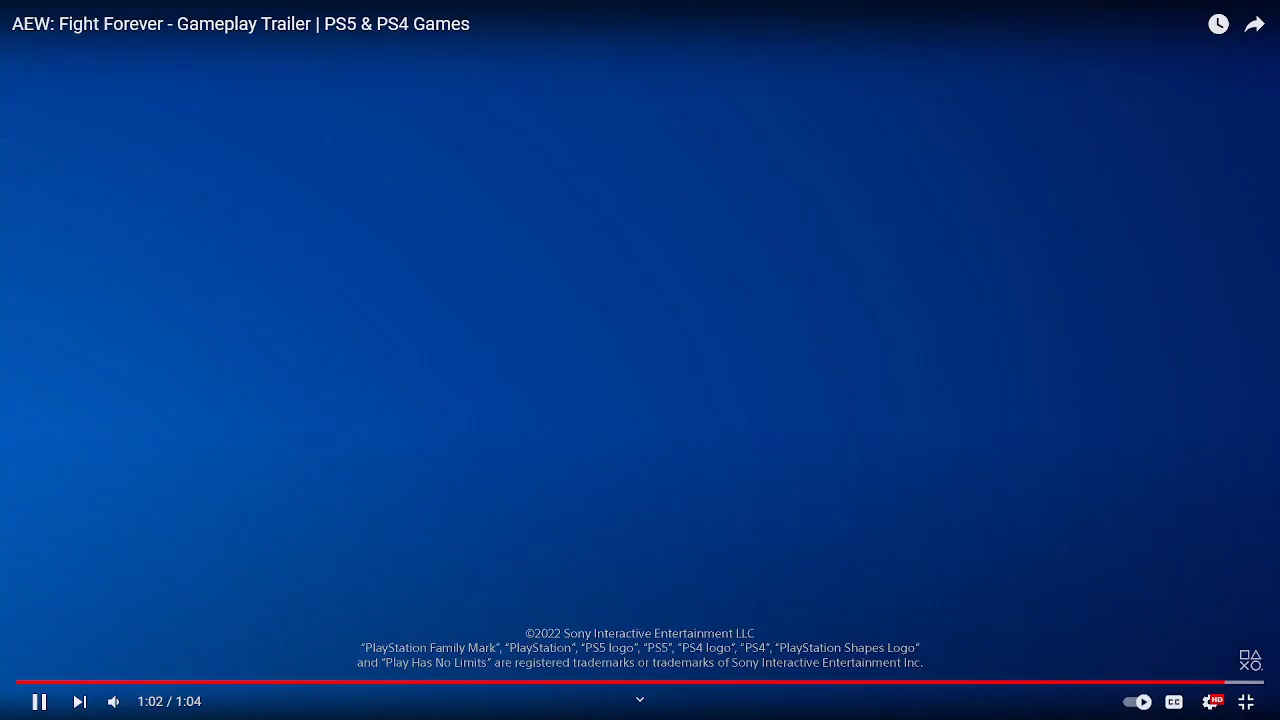 AEW: Fight Forever - Gameplay Trailer | PS5 & PS4 Games
©2022 Sony Interactive Entertainment LLC
“PlayStation Family Mark”, “PlayStation”, “PS5 logo”, “PS5”, “PS4 logo”, “PS4”, “PlayStation Shapes Logo”
and “Play Has No Limits” are registered trademarks or trademarks of Sony Interactive Entertainment Inc.
1:02 / 1:04
CC
HD